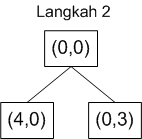 Langkah 2
(0,0)
(4,0) (0,3)